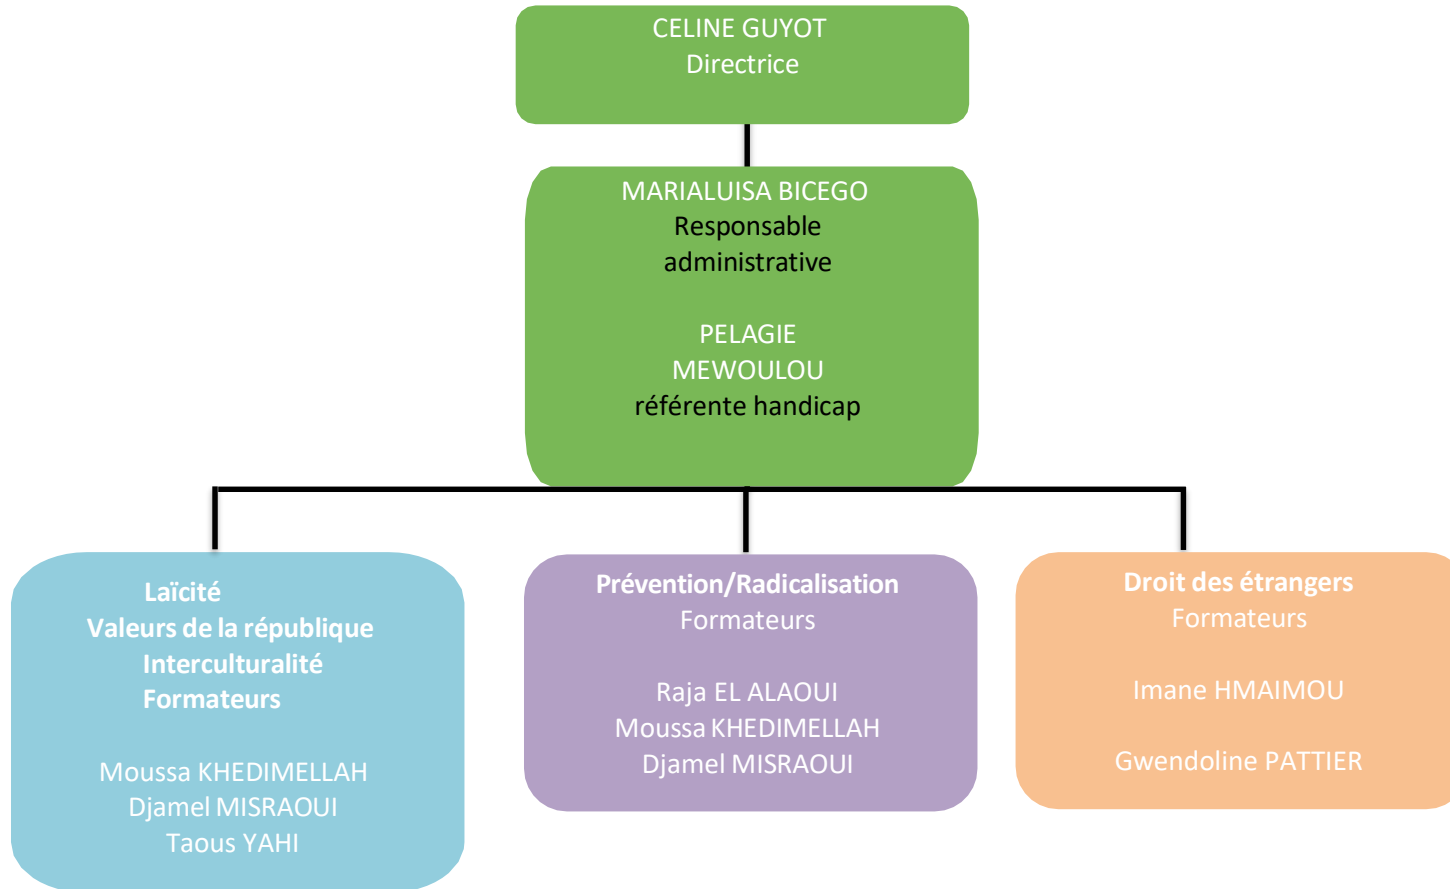 CELINE GUYOT
Directrice
MARIALUISA BICEGO
Responsable
administrative
PELAGIE
MEWOULOU
référente handicap
Laïcité
Valeurs de la république
Interculturalité
Formateurs
Moussa KHEDIMELLAH
Djamel MISRAOUI
Taous YAHI
Prévention/Radicalisation
Formateurs
Raja EL ALAOUI
Moussa KHEDIMELLAH
Djamel MISRAOUI
Droit des étrangers
Formateurs
Imane HMAIMOU
Gwendoline PATTIER